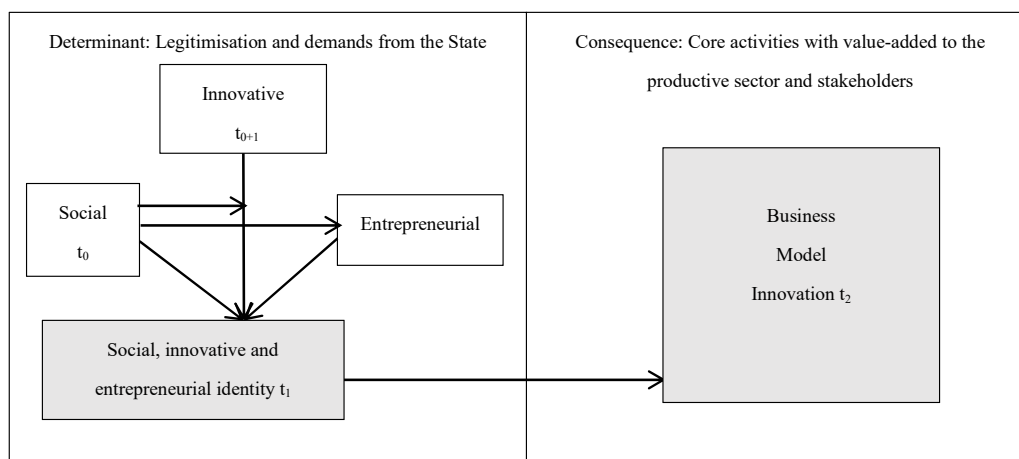 Determinant: Legitimisation and demands from the State
Innovative
t₀₊₁
Social
t₀
Entrepreneurial
Social, innovative and
entrepreneurial identity t₁
Consequence: Core activities with value-added to the
productive sector and stakeholders
Business
Model
Innovation t₂